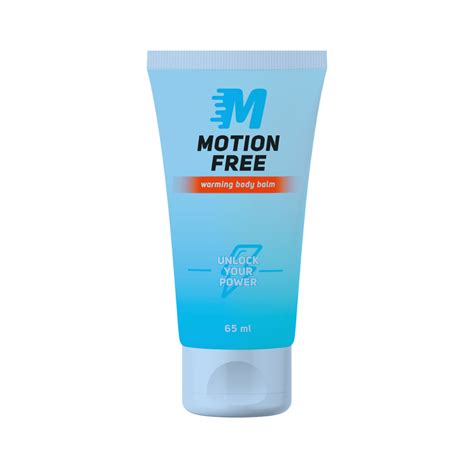 M
MOTION
FREE
warming body balm
UNLOCK
YOUR
POWER
65 ml